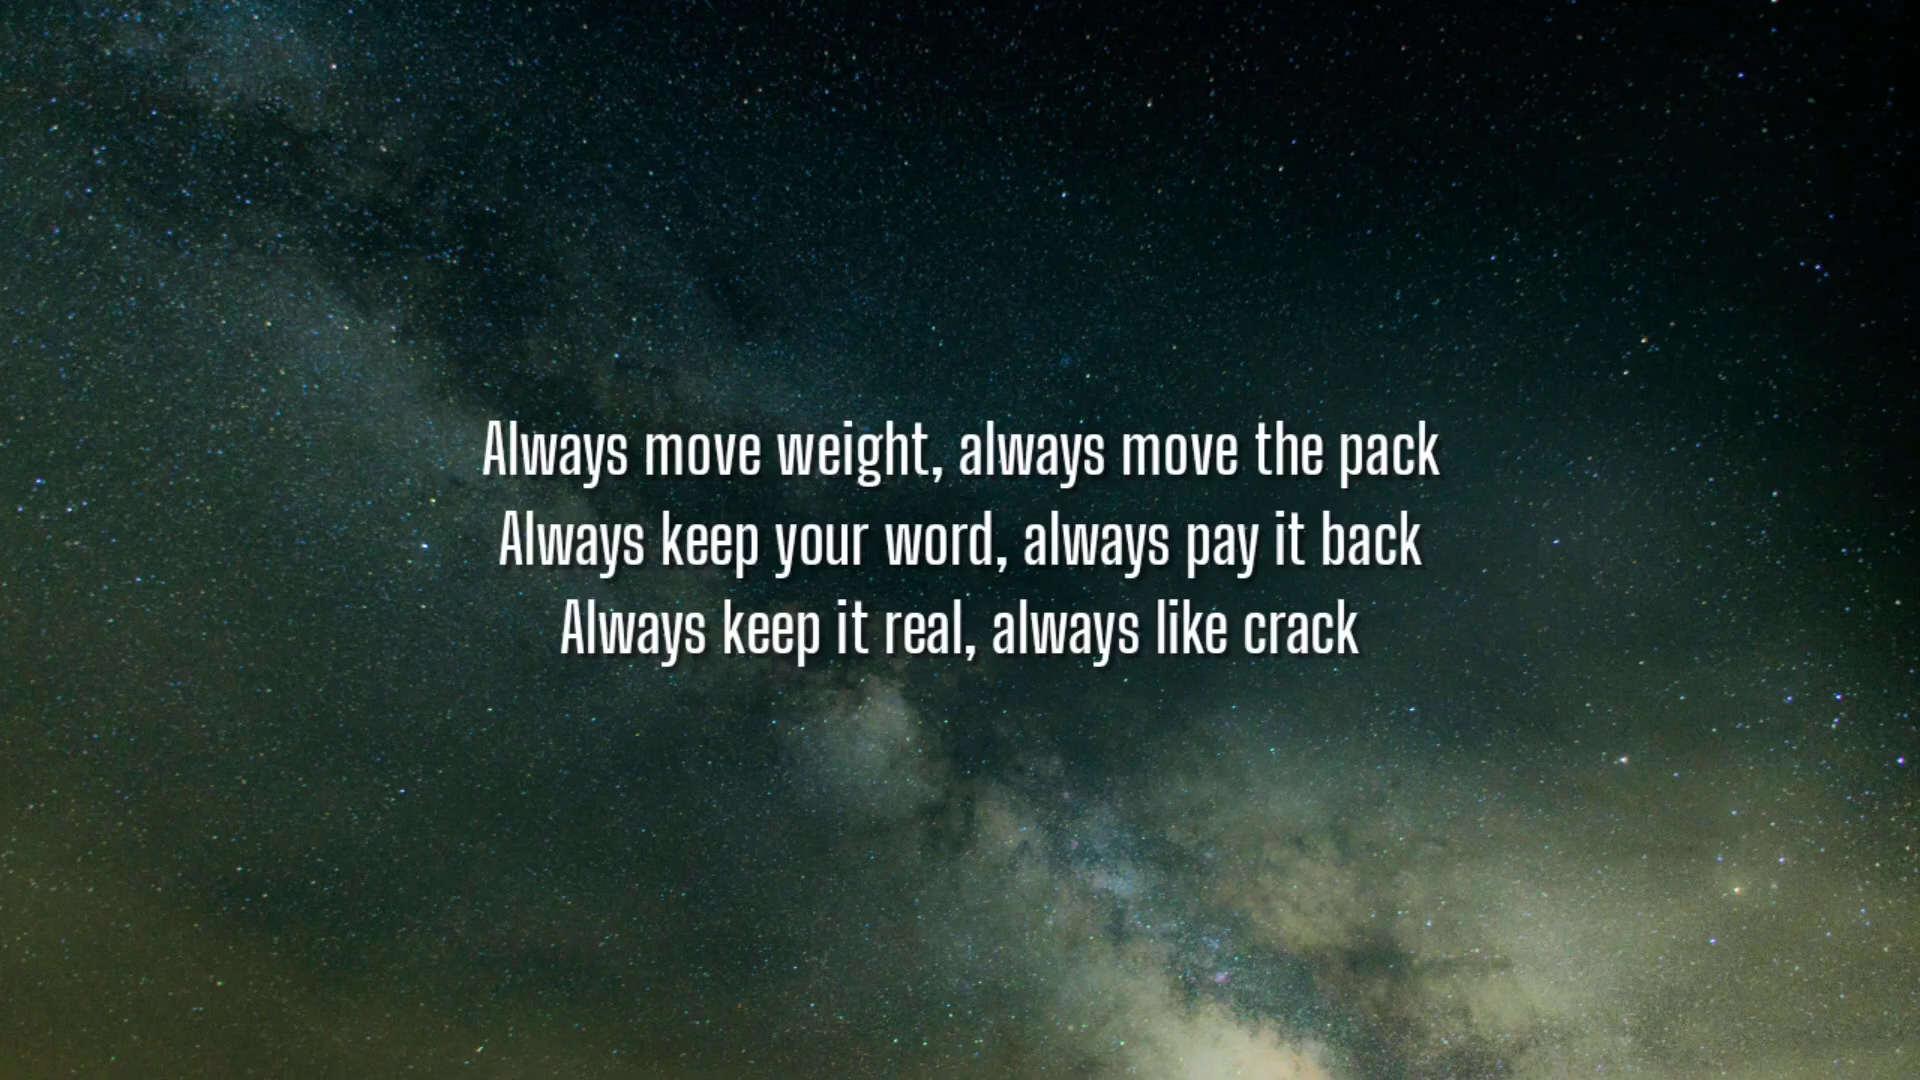 Always move weight, always move the pack
Always keep your word, always pay it back
Always keep it real, always like crack